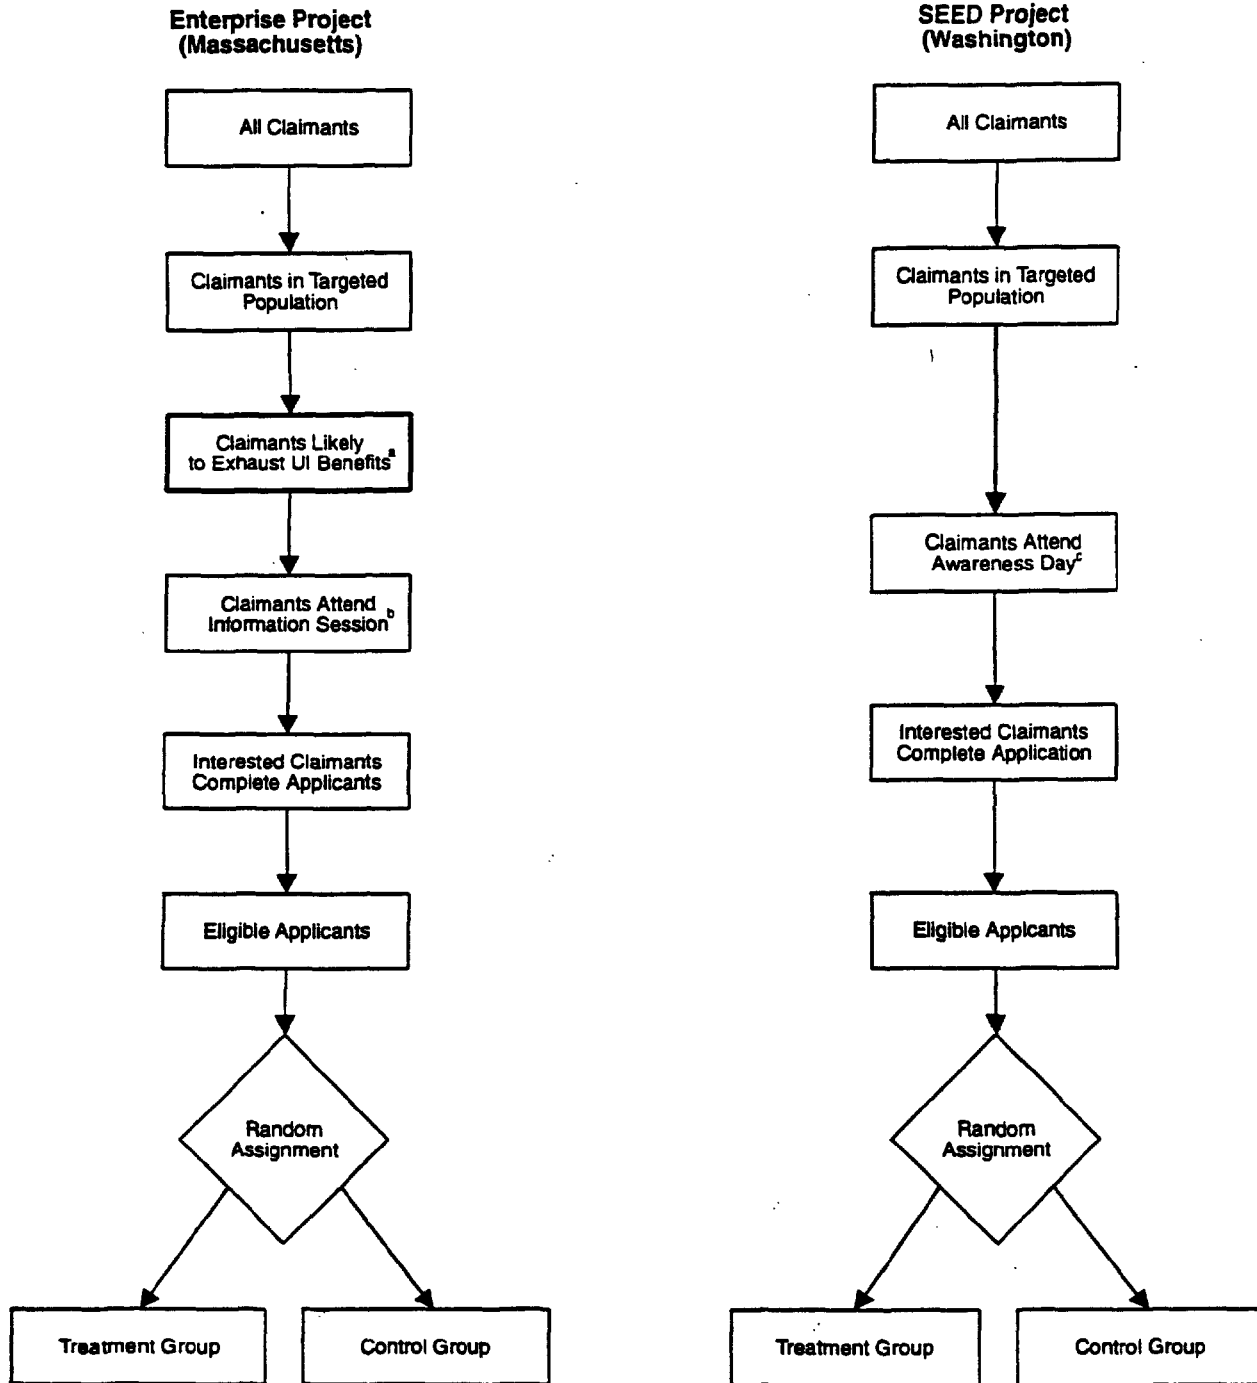 Enterprise Project
(Massachusetts)
All Claimants
Claimants in Targeted
Population
Claimants Likely
to Exhaust UI Benefits a
Claimants Attend
Information Session b
Interested Claimants
Complete Applicants
Eligible Applicants
Random
Assignment
Treatment Group
Control Group
SEED Project
(Washington)
All Claimants
Claimants in Targeted
Population
Claimants Attend
Awareness Day c
Interested Claimants
Complete Application
Eligible Applcants
Random
Assignment
Treatment Group
Control Group